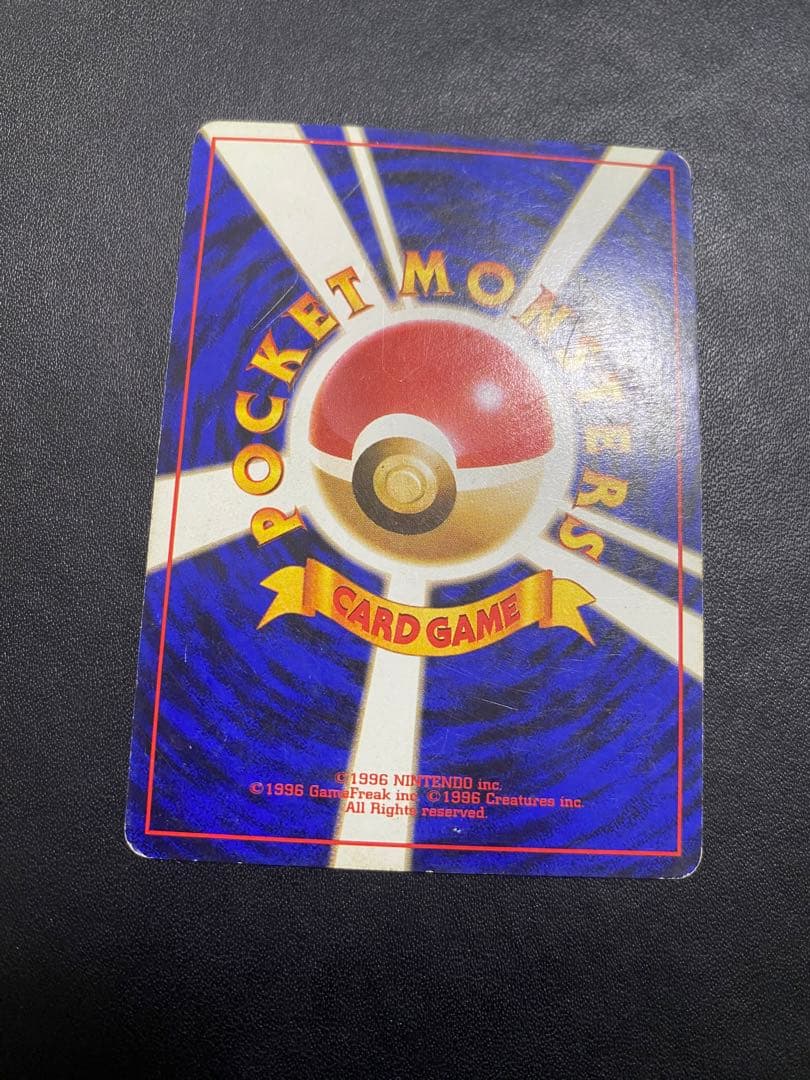 POCKET MONSTERS
CARD GAME
©1996 NINTENDO inc.
©1996 GameFreak inc ©1996 Creatures inc.
All Rights reserved.